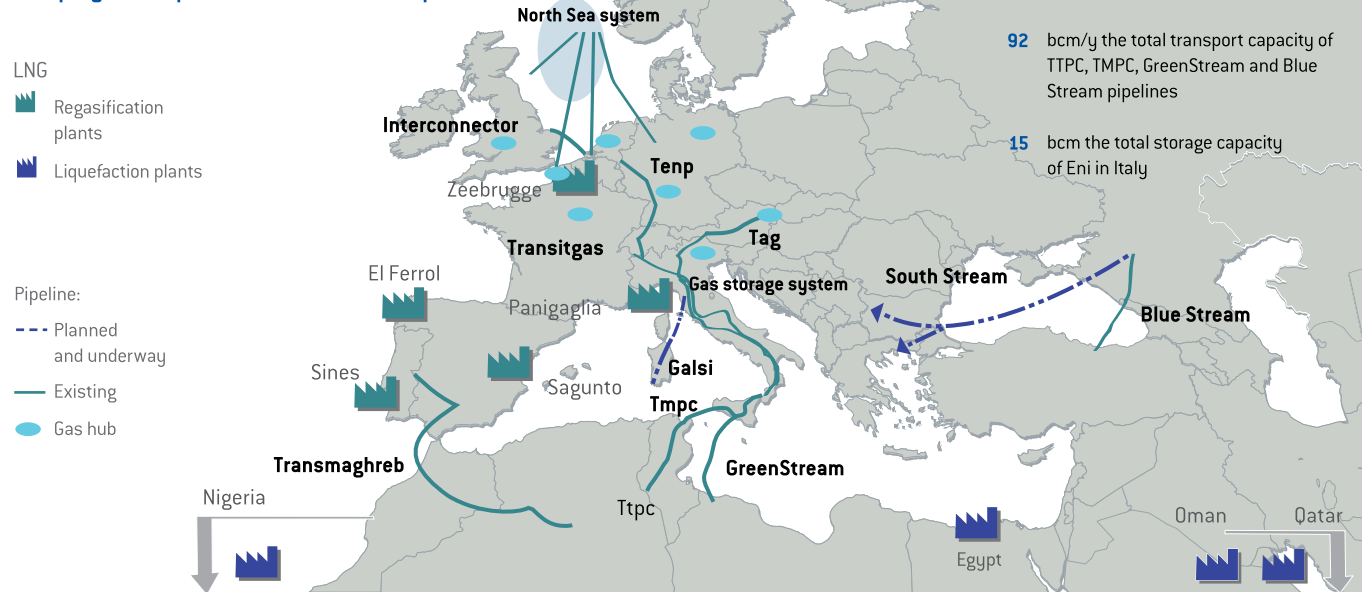 North Sea system
92 bcm/y the total transport capacity of
TTPC, TMPC, GreenStream and Blue
Stream pipelines
15 bcm the total storage capacity
of Eni in Italy
LNG
Regasification
plants
Liquefaction plants
Interconnector
Tenp
Zeebrugge
Transitgas
Tag
El Ferrol
South Stream
Gas storage system
Pipeline:
Panigaglia
Blue Stream
Planned
and underway
Sines
Galsi
Sagunto
Existing
Tmpc
Gas hub
Transmaghreb
GreenStream
Nigeria
Ttpc
Oman
Qatar
Egypt